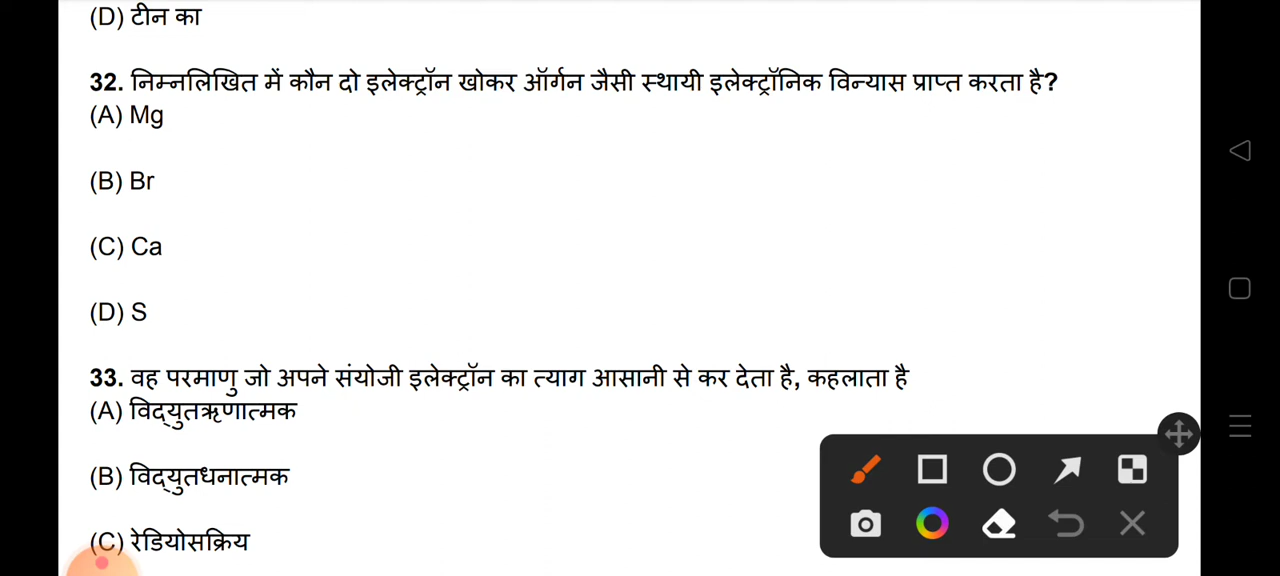 (D) टीन का
32. निम्नलिखित में कौन दो इलेक्ट्रॉन खोकर ऑर्गन जैसी स्थायी इलेक्ट्रॉनिक विन्यास प्राप्त करता है?
(A) Mg
(B) Br
(C) Ca
(D) S
33. वह परमाणु जो अपने संयोजी इलेक्ट्रॉन का त्याग आसानी से कर देता है, कहलाता है
(A) विद्युतऋणात्मक
(B) विद्युतधनात्मक
(C) रेडियोसक्रिय